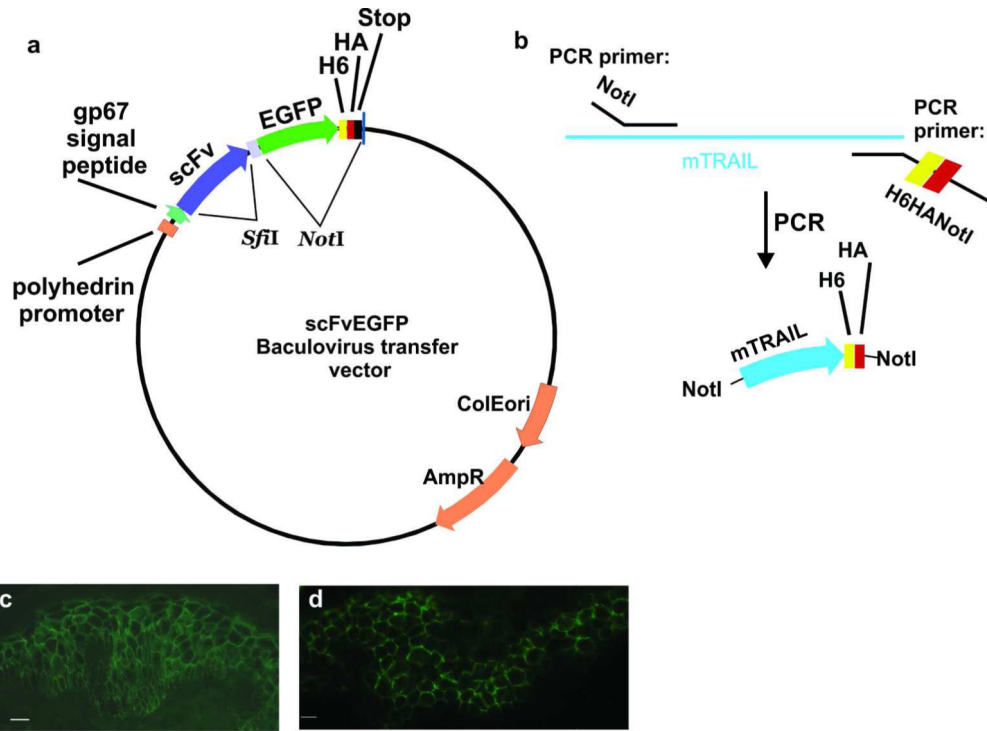 a
Stop
HA
H6
EGFP
gp67
signal
peptide
scFv
SfiI
NotI
polyhedrin
promoter
scFvEGFP
Baculovirus transfer
vector
ColEori
AmpR
b
PCR primer:
NotI
PCR
primer:
mTRAIL
H6HANotI
PCR
HA
H6
mTRAIL
NotI
NotI
c
d